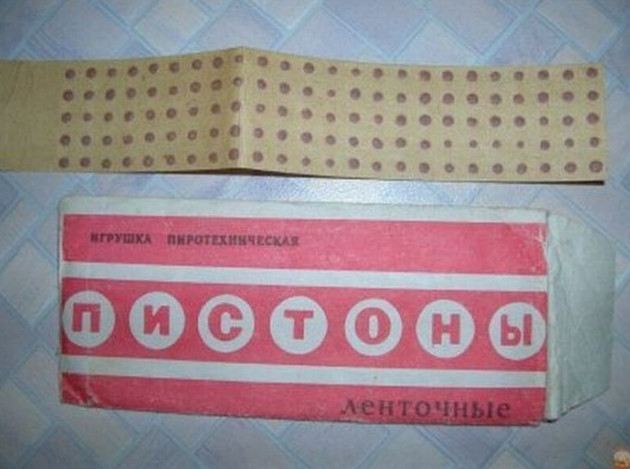 ИГРУШКА ПИРОТЕХНИЧЕСКАЯ
ПИСТОНЫ
ленточные